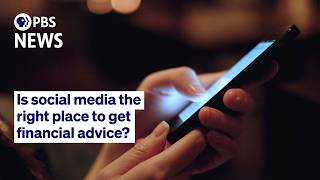 PBS
NEWS
Is social media the
right place to get
financial advice?